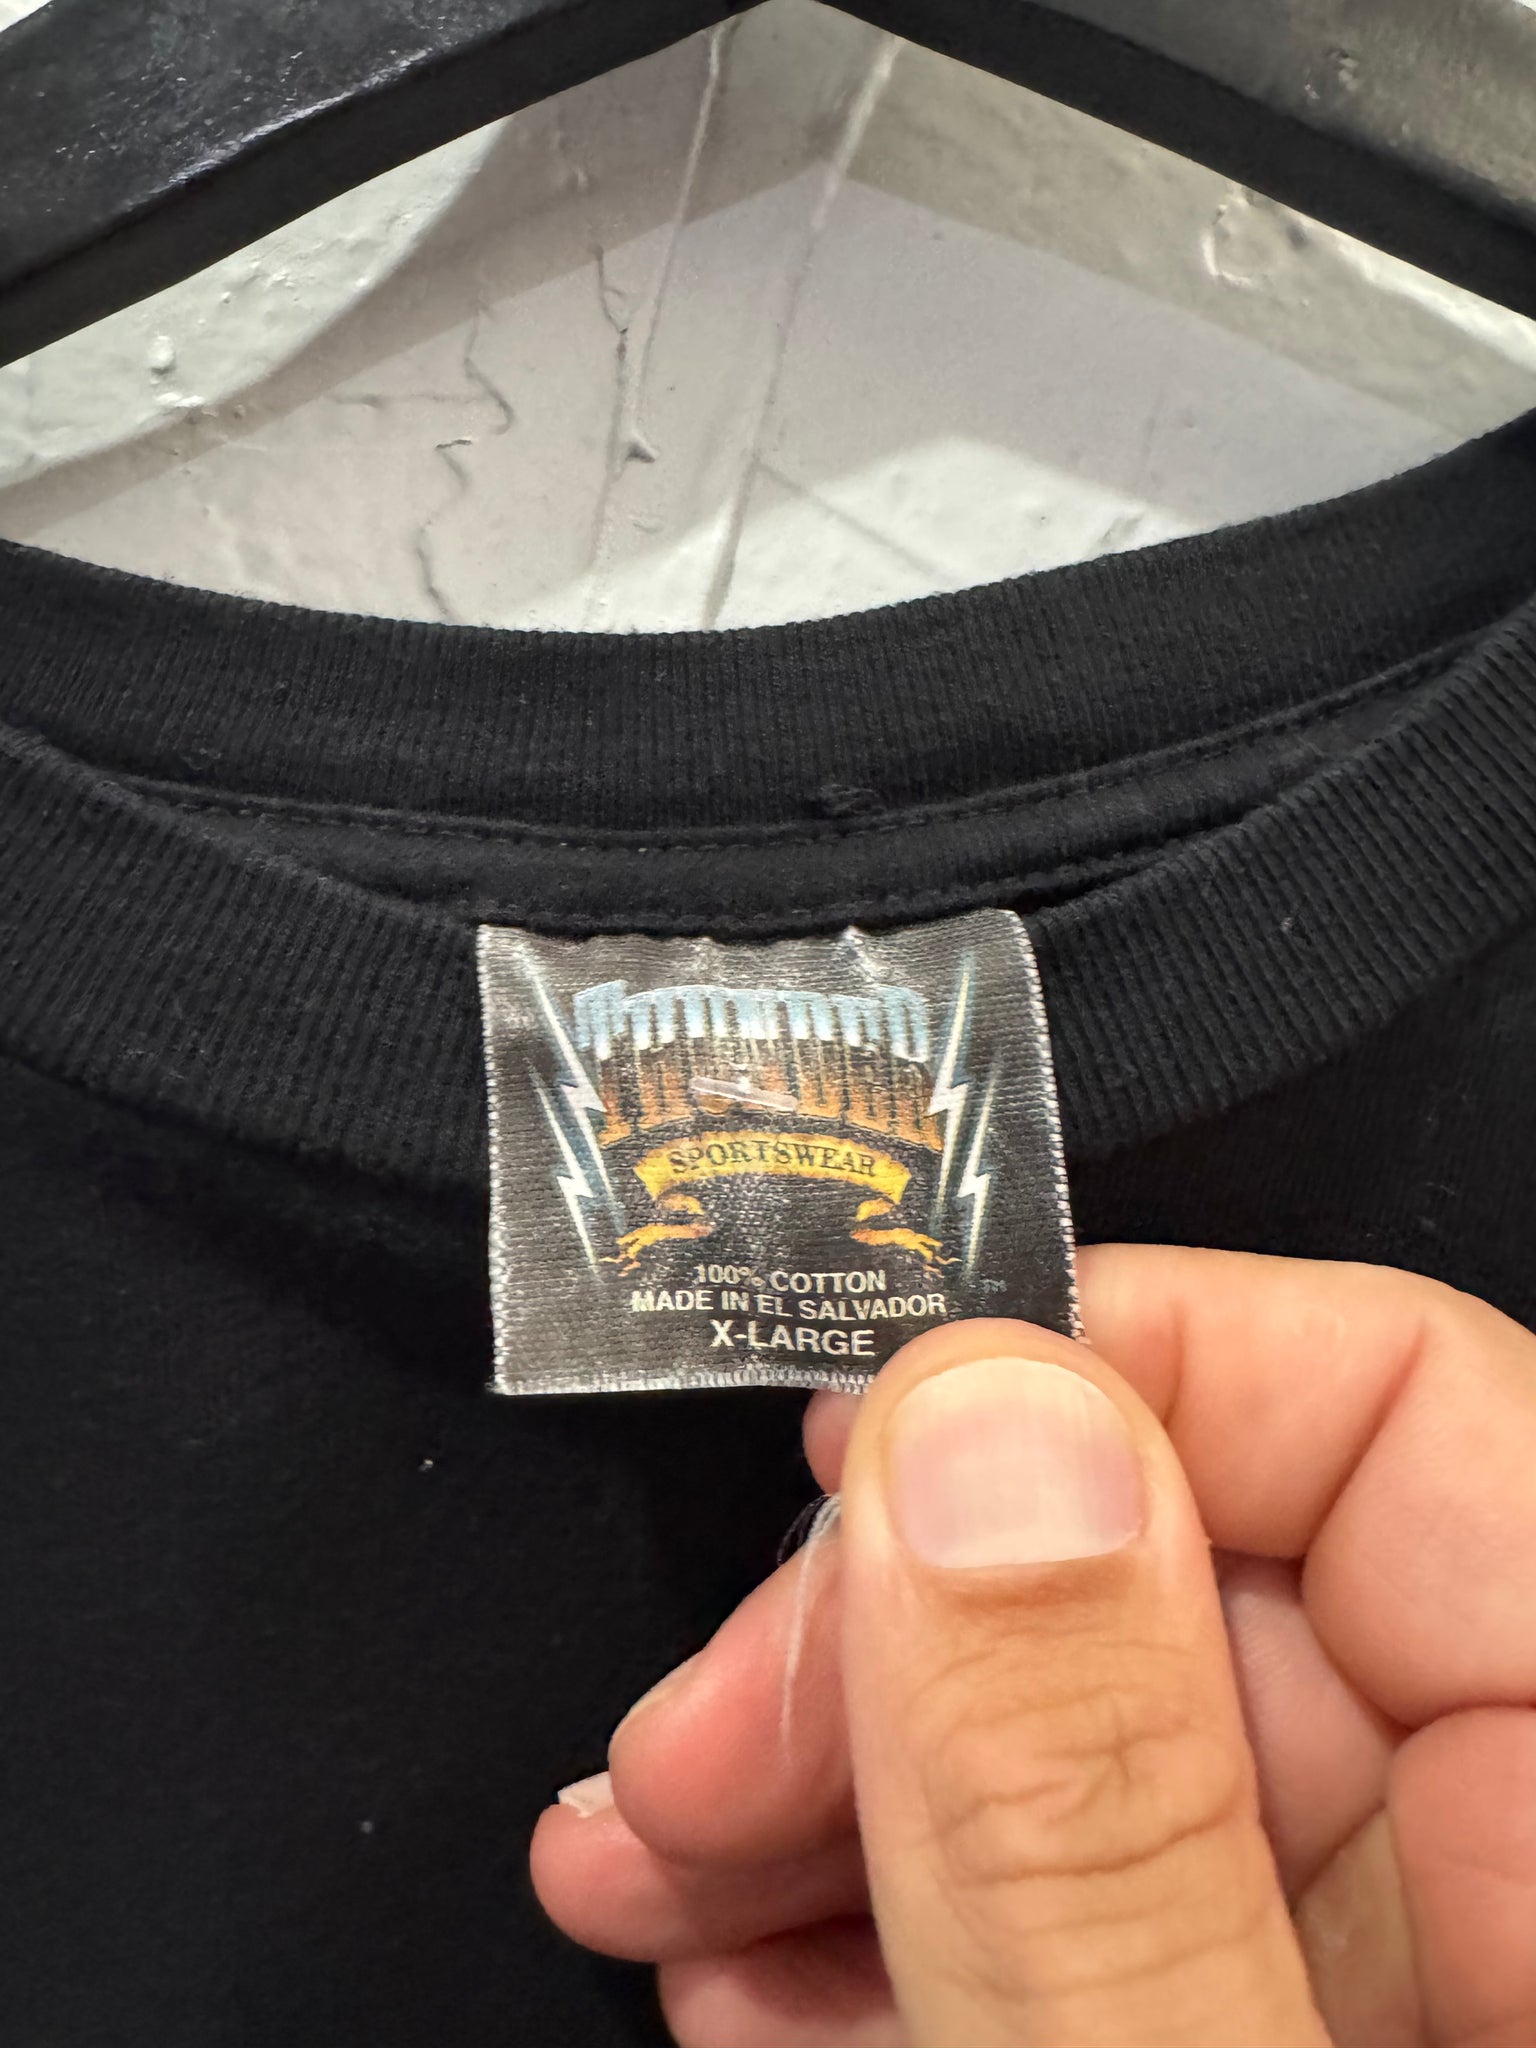 SPORTSWEAR
100% COTTON
MADE IN EL SALVADOR
X-LARGE